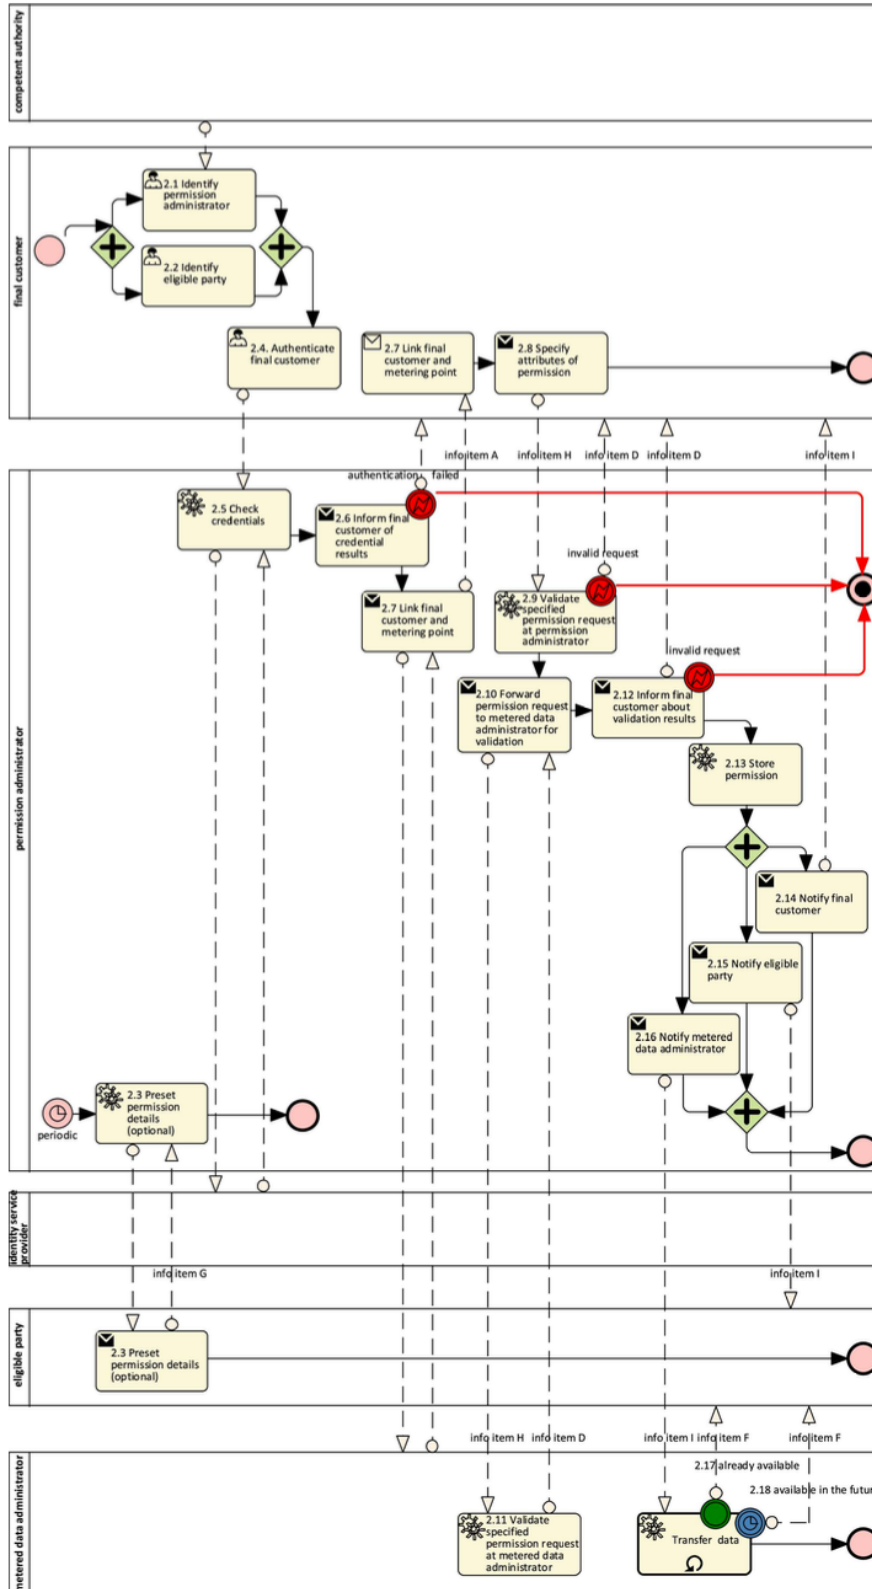 competent authority
final customer
2.1 Identify
permission
administrator
2.2 Identify
eligible party
2.4. Authenticate
final customer
2.7 Link final
customer and
metering point
2.8 Specify
attributes of
permission
info item A
info item H
info item D
info item D
info item I
permission administrator
authentication failed
2.5 Check
credentials
2.6 Inform final
customer of
credential
results
invalid request
2.7 Link final
customer and
metering point
2.9 Validate
specified
permission request
at permission
administrator
invalid request
2.10 Forward
permission request
to metered data
administrator for
validation
2.12 Inform final
customer about
validation results
2.13 Store
permission
2.14 Notify final
customer
2.15 Notify eligible
party
2.16 Notify metered
data administrator
2.3 Preset
permission
details
(optional)
periodic
identity service
provider
info item G
info item I
eligible party
2.3 Preset
permission details
(optional)
metered data administrator
info item H
info item D
info item I
info item F
info item F
2.17 already available
2.18 available in the futur
2.11 Validate
specified
permission request
at metered data
administrator
Transfer data